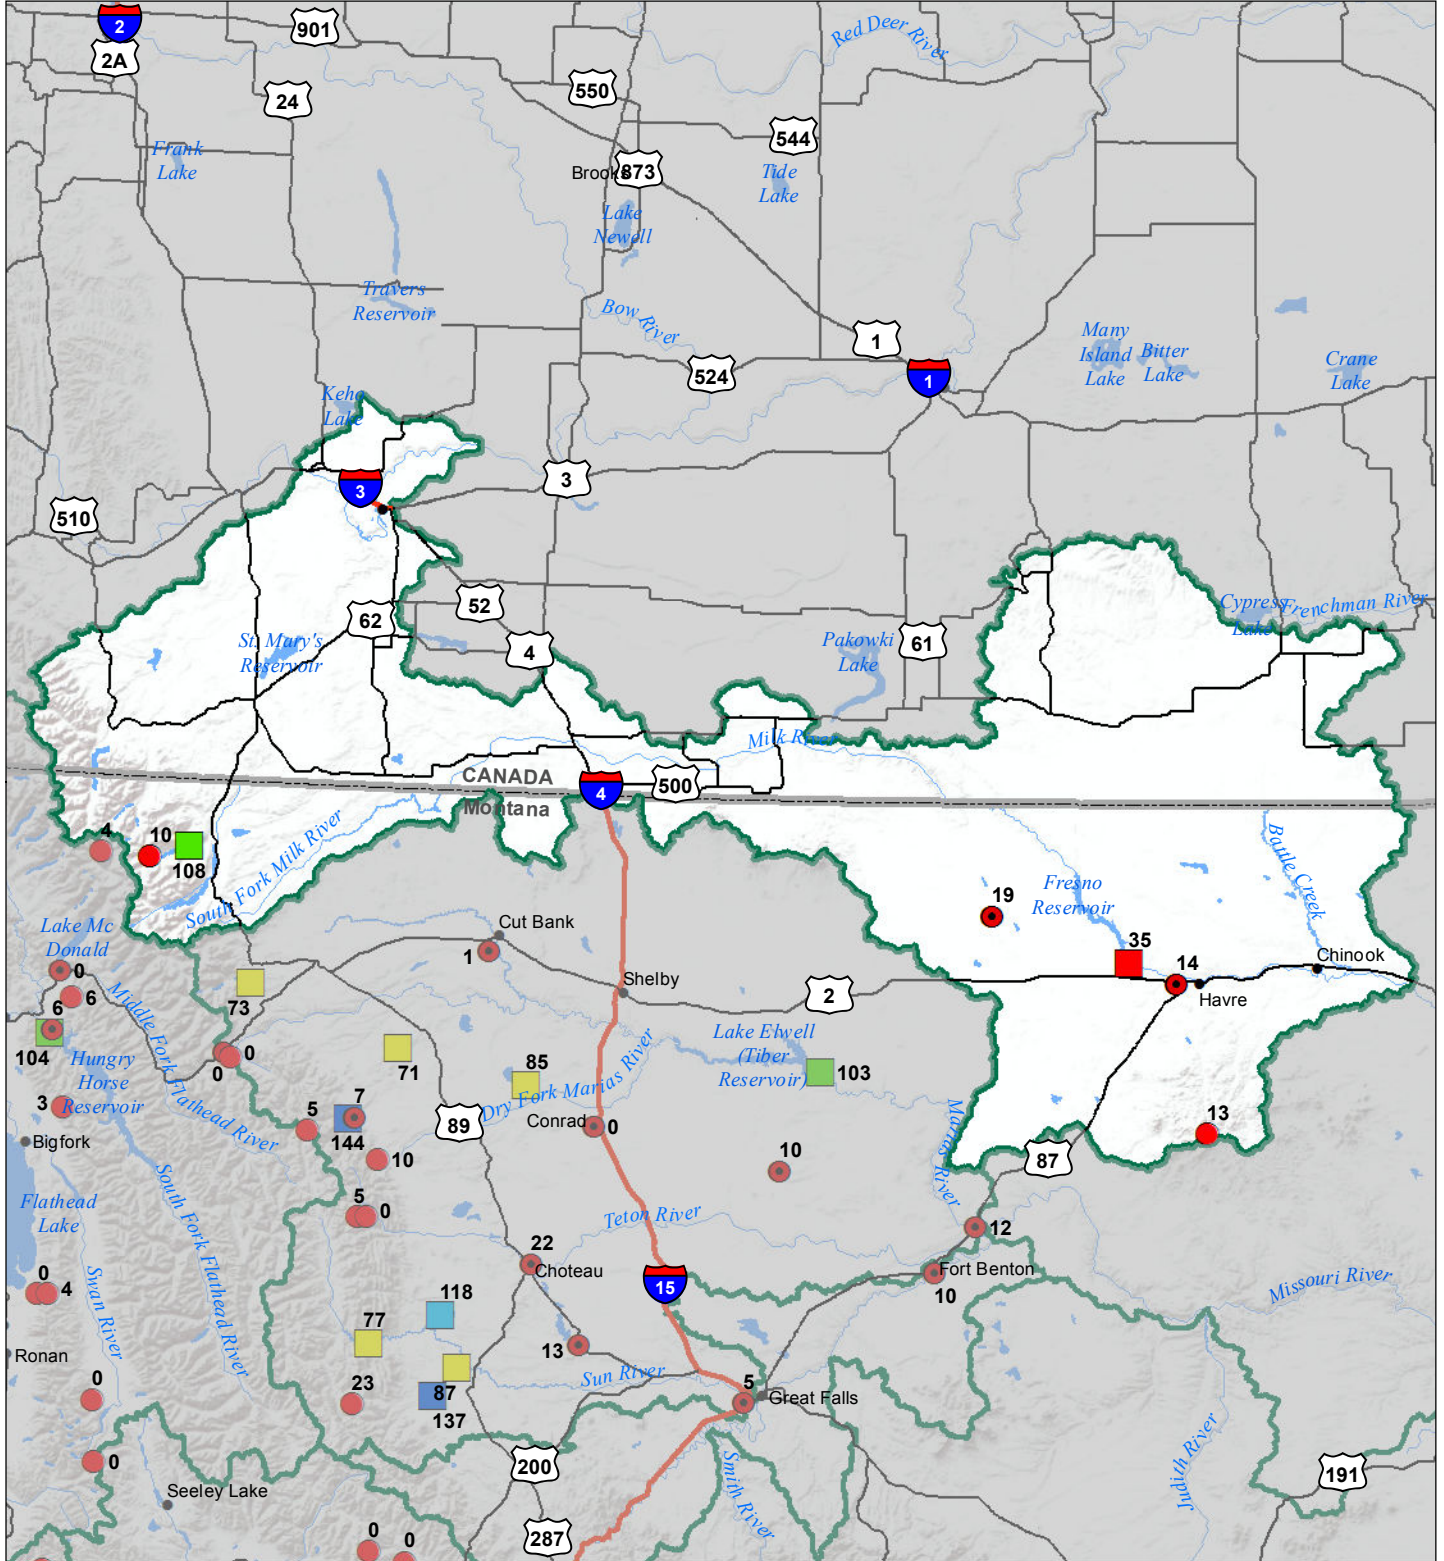 2
901
Red Deer River
2A
24
550
544
Frank
Lake
Brooks
873
Tide
Lake
Lake
Newell
Travers
Reservoir
Bow River
1
Many
Island
Lake
Bitter
Lake
Crane
Lake
524
1
Keho
Lake
3
3
510
52
62
Cypress
Lake
Frenchman River
St. Mary's
Reservoir
4
Pakowki
Lake
61
Milk River
CANADA
500
4
Montana
4
10
108
South Fork Milk River
Battle Creek
19
Fresno
Reservoir
Lake Mc
Donald
Cut Bank
1
35
14
Chinook
Havre
0
6
73
Shelby
2
6
104
Middle Fork Flathead River
0
0
71
Lake Elwell
(Tiber
Reservoir)
103
Hungry
Horse
Reservoir
85
Dry Fork Marias River
3
5
7
144
89
Conrad
0
Marias River
13
Bigfork
10
10
87
South Fork Flathead River
Flathead
Lake
5
0
Teton River
12
22
Choteau
Fort Benton
10
0
4
Swan River
15
Missouri River
118
77
13
Ronan
87
137
Sun River
0
23
5
Great Falls
0
200
Smith River
Judith River
191
Seeley Lake
287
0
0